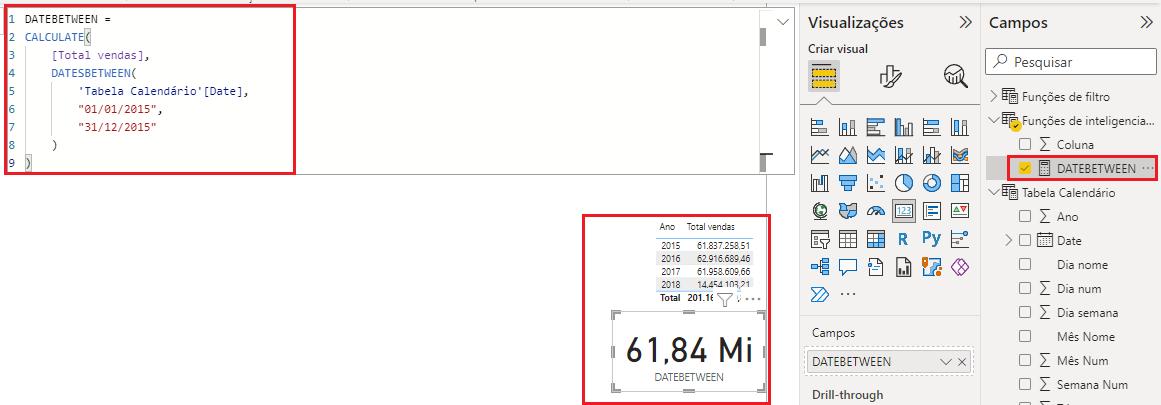 1 DATEBETWEEN =
2 CALCULATE(
3 [Total vendas],
4 DATESBETWEEN(
5 'Tabela Calendário'[Date],
6 "01/01/2015",
7 "31/12/2015"
8 )
9 )
Ano Total vendas
2015 61.837.258,51
2016 62.916.689,46
2017 61.958.609,66
2018 14.454.103,21
Total 201.16
61,84 Mi
DATEBETWEEN
Visualizações
Criar visual
123
R
Py
Campos
DATEBETWEEN
Drill-through
Campos
Pesquisar
Funções de filtro
Funções de inteligencia...
Coluna
DATEBETWEEN
Tabela Calendário
Ano
Date
Dia nome
Dia num
Dia semana
Mês Nome
Mês Num
Semana Num